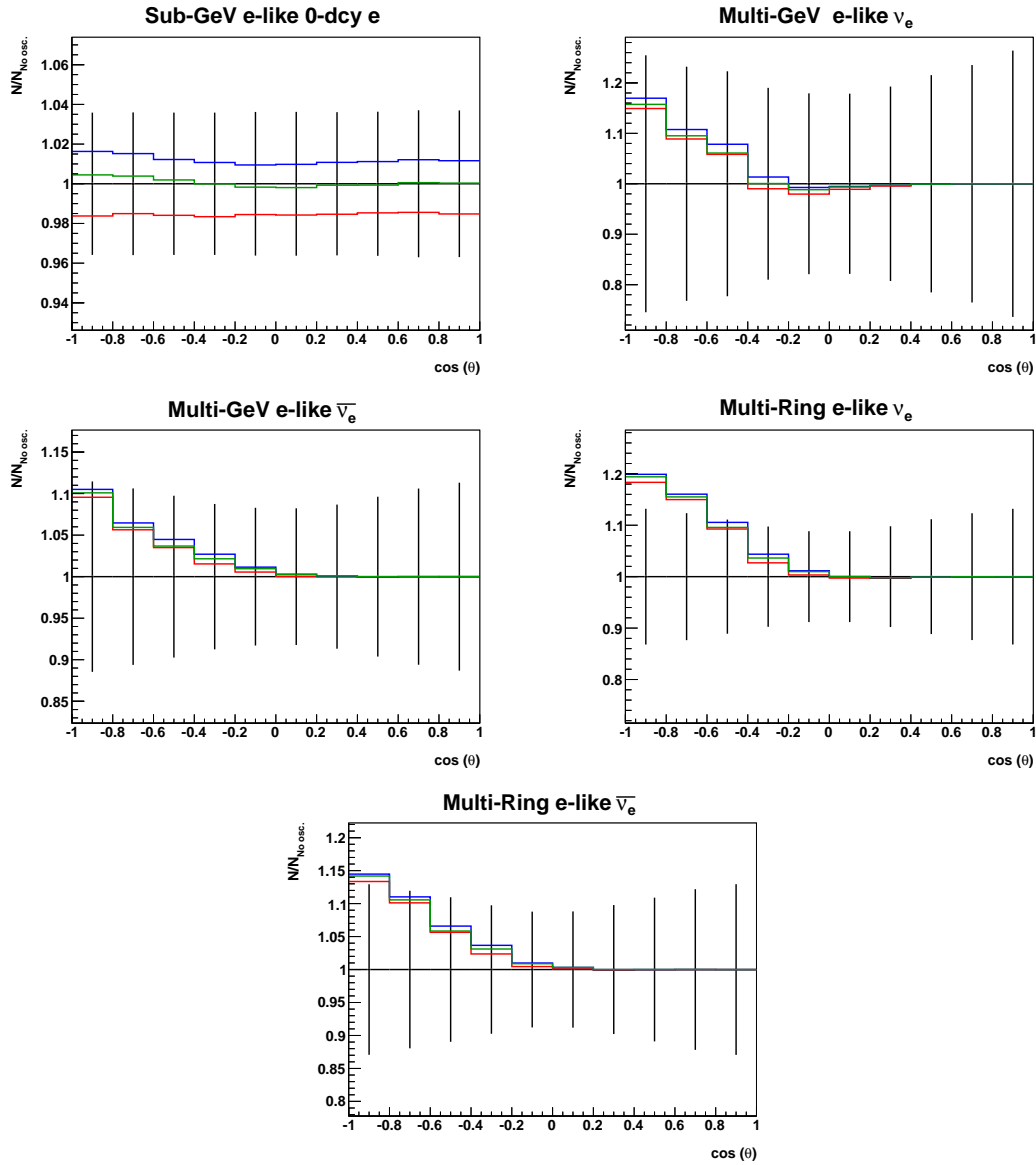 Sub-GeV e-like 0-dcy e
N/N_No osc.
1.06
1.04
1.02
1
0.98
0.96
0.94
-1 -0.8 -0.6 -0.4 -0.2 0 0.2 0.4 0.6 0.8 1
cos (θ)
Multi-GeV e-like ν_e
N/N_No osc.
1.2
1.1
1
0.9
0.8
-1 -0.8 -0.6 -0.4 -0.2 0 0.2 0.4 0.6 0.8 1
cos (θ)
Multi-GeV e-like ν̅_e
N/N_No osc.
1.15
1.1
1.05
1
0.95
0.9
0.85
-1 -0.8 -0.6 -0.4 -0.2 0 0.2 0.4 0.6 0.8 1
cos (θ)
Multi-Ring e-like ν_e
N/N_No osc.
1.2
1.1
1
0.9
0.8
-1 -0.8 -0.6 -0.4 -0.2 0 0.2 0.4 0.6 0.8 1
cos (θ)
Multi-Ring e-like ν̅_e
N/N_No osc.
1.2
1.15
1.1
1.05
1
0.95
0.9
0.85
0.8
-1 -0.8 -0.6 -0.4 -0.2 0 0.2 0.4 0.6 0.8 1
cos (θ)